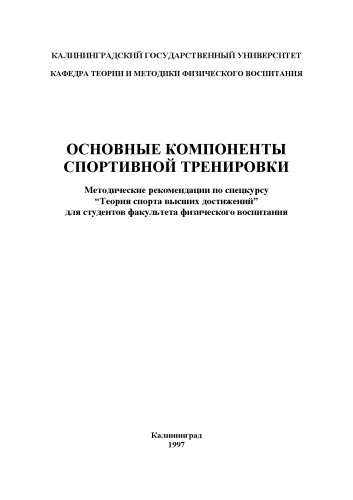 КАЛИНИНГРАДСКИЙ ГОСУДАРСТВЕННЫЙ УНИВЕРСИТЕТ
КАФЕДРА ТЕОРИИ И МЕТОДИКИ ФИЗИЧЕСКОГО ВОСПИТАНИЯ
ОСНОВНЫЕ КОМПОНЕНТЫ
СПОРТИВНОЙ ТРЕНИРОВКИ
Методические рекомендации по спецкурсу
“Теория спорта высших достижений”
для студентов факультета физического воспитания
Калининград
1997